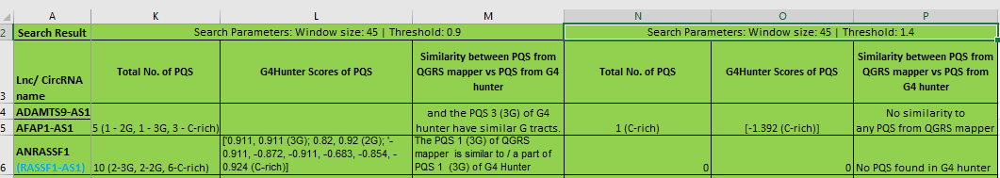 A K L M N O P
2 Search Result Search Parameters: Window size: 45 | Threshold: 0.9 Search Parameters: Window size: 45 | Threshold: 1.4
3 Lnc/ CircRNA
name
Total No. of PQS
G4Hunter Scores of PQS
Similarity between PQS from
QGRS mapper vs PQS from G4
hunter
Total No. of PQS
G4Hunter Scores of PQS
Similarity between PQS from
QGRS mapper vs PQS from
G4 hunter
4 ADAMTS9-AS1 and the PQS 3 (3G) of G4 No similarity to
5 AFAP1-AS1 5 (1 - 2G, 1 - 3G, 3 - C-rich) hunter have similar G tracts. 1 (C-rich) [-1.392 (C-rich)] any PQS from QGRS mapper
6 ANRASSF1
(RASSF1-AS1)
10 (2-3G, 2-2G, 6-C-rich)
['0.911, 0.911 (3G); 0.82, 0.92 (2G); '-
0.911, -0.872, -0.911, -0.683, -0.854, -
0.924 (C-rich)]
The PQS 1 (3G) of QGRS
mapper is similar to / a part of
PQS 1 (3G) of G4 Hunter
0
0
No PQS found in G4 hunter